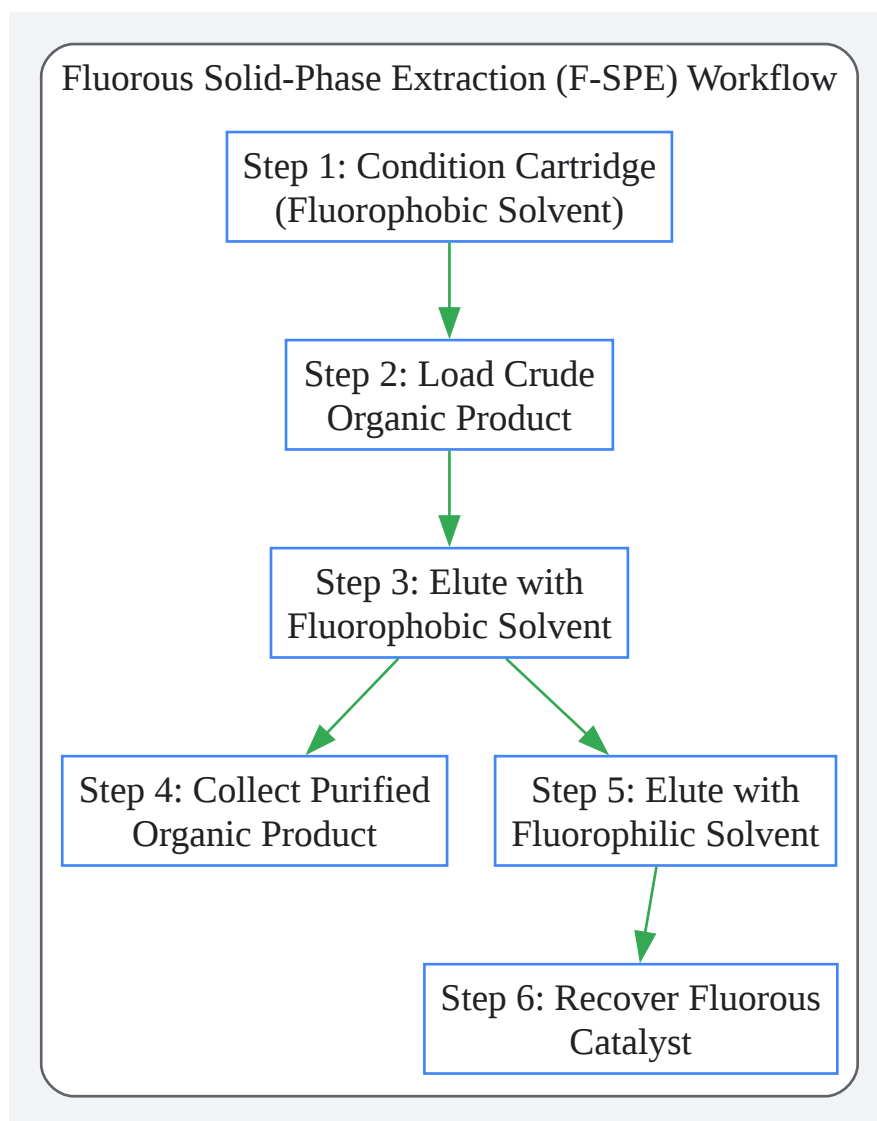 Fluorous Solid-Phase Extraction (F-SPE) Workflow
Step 1: Condition Cartridge
(Fluorophobic Solvent)
Step 2: Load Crude
Organic Product
Step 3: Elute with
Fluorophobic Solvent
Step 4: Collect Purified
Organic Product
Step 5: Elute with
Fluorophilic Solvent
Step 6: Recover Fluorous
Catalyst